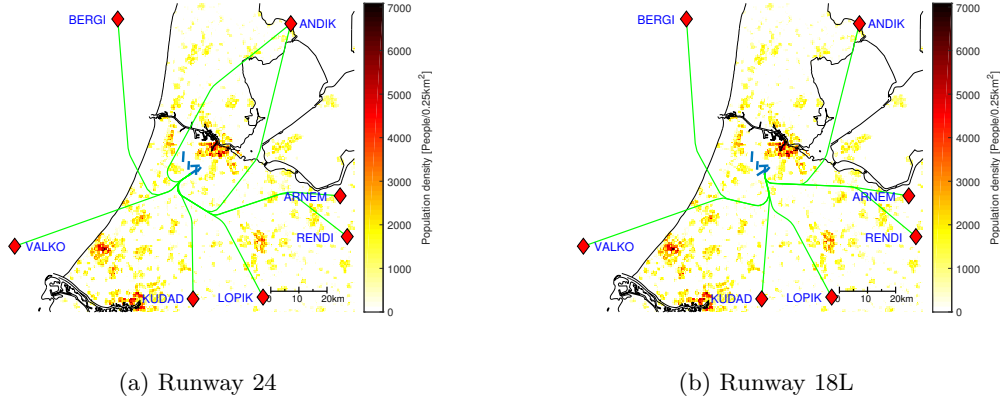 BERGI
ANDIK
ARNEM
RENDI
VALKO
KUDAD
LOPIK
0 10 20km
7000
6000
5000
4000
3000
2000
1000
0
Population density [People/0.25km²]
(a) Runway 24
BERGI
ANDIK
ARNEM
RENDI
VALKO
KUDAD
LOPIK
0 10 20km
7000
6000
5000
4000
3000
2000
1000
0
Population density [People/0.25km²]
(b) Runway 18L